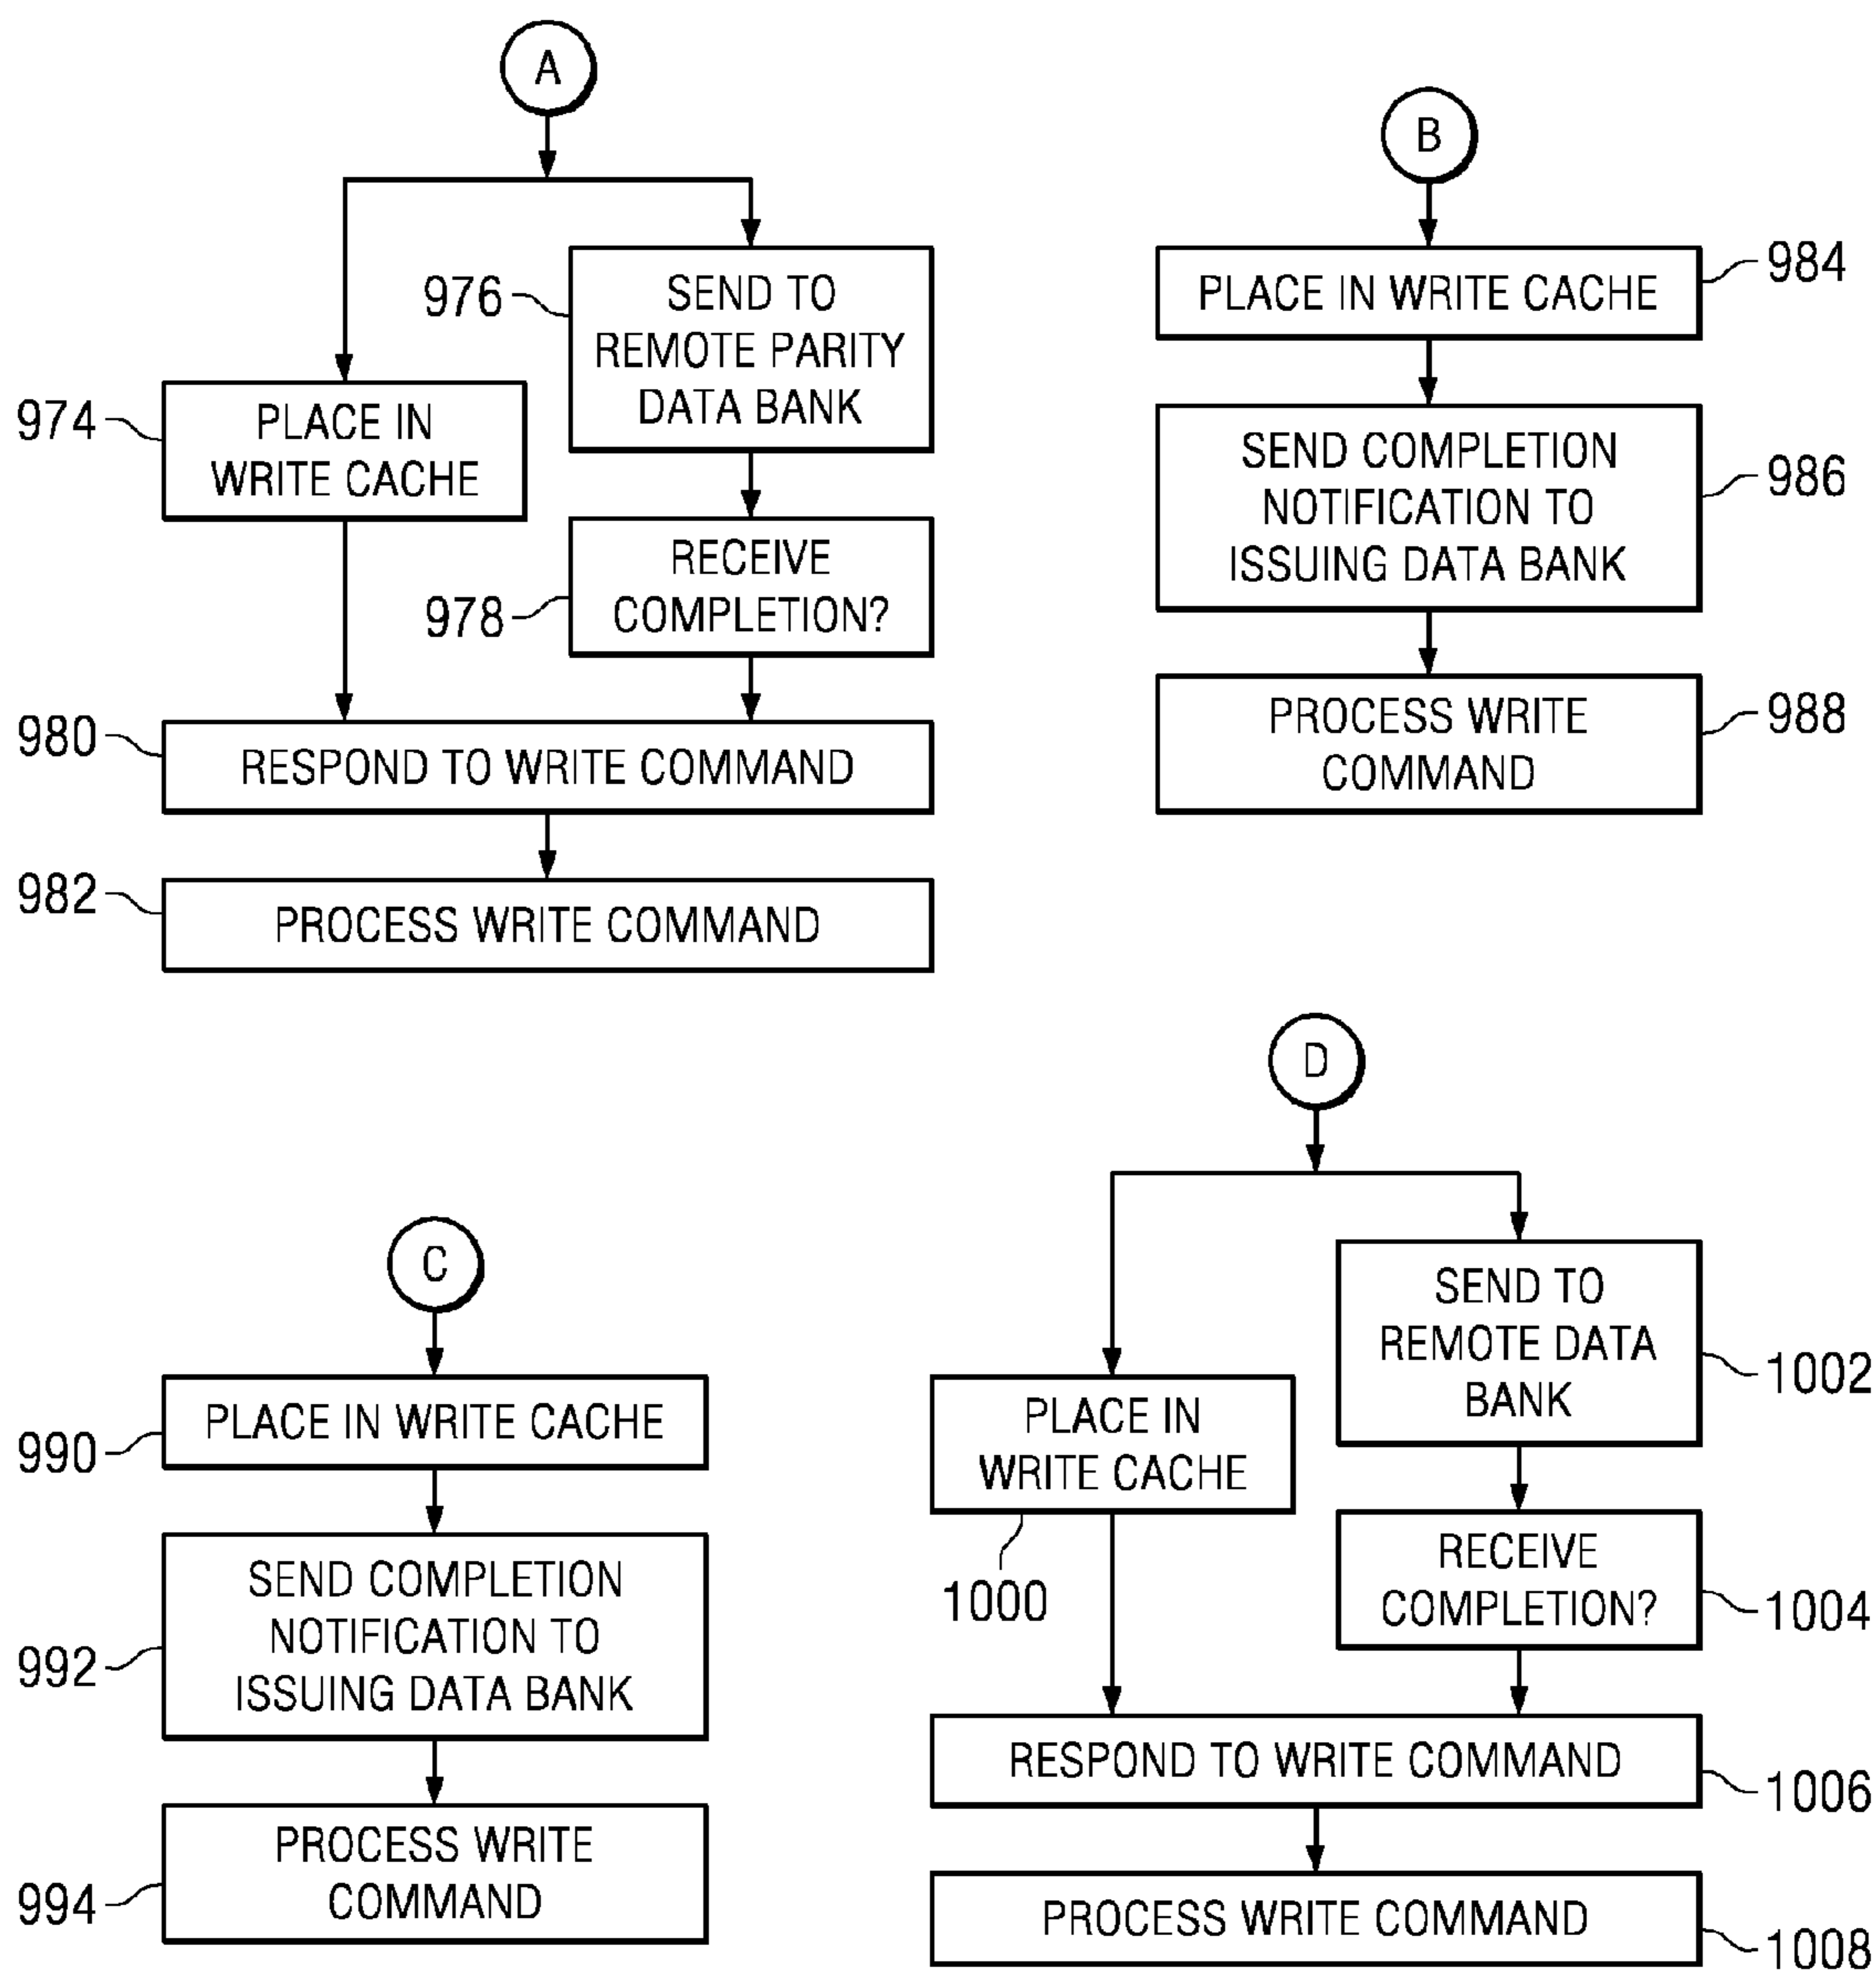 A
976
SEND TO
REMOTE PARITY
DATA BANK
974
PLACE IN
WRITE CACHE
978
RECEIVE
COMPLETION?
980
RESPOND TO WRITE COMMAND
982
PROCESS WRITE COMMAND
B
PLACE IN WRITE CACHE
984
SEND COMPLETION
NOTIFICATION TO
ISSUING DATA BANK
986
PROCESS WRITE
COMMAND
988
C
PLACE IN WRITE CACHE
990
SEND COMPLETION
NOTIFICATION TO
ISSUING DATA BANK
992
PROCESS WRITE
COMMAND
994
D
SEND TO
REMOTE DATA
BANK
1002
PLACE IN
WRITE CACHE
1000
RECEIVE
COMPLETION?
1004
RESPOND TO WRITE COMMAND
1006
PROCESS WRITE COMMAND
1008